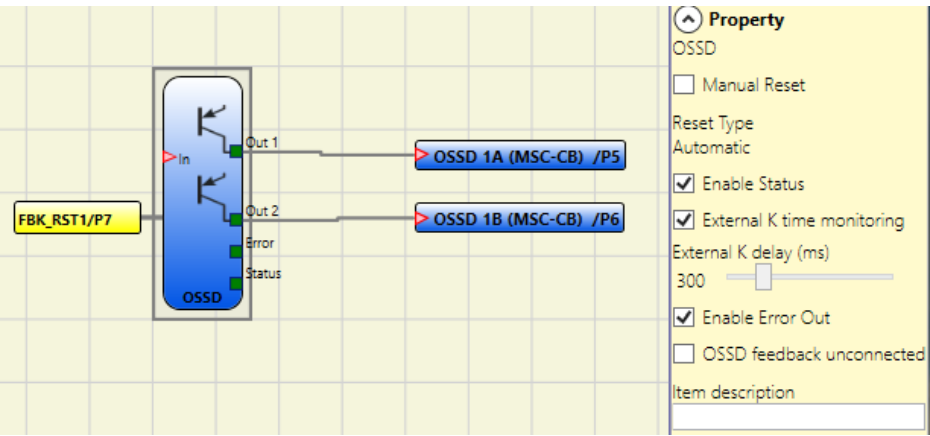 Out 1
In
OSSD 1A (MSC-CB) /P5
FBK_RST1/P7
Out 2
OSSD 1B (MSC-CB) /P6
Error
Status
OSSD
Property
OSSD
Manual Reset
Reset Type
Automatic
Enable Status
External K time monitoring
External K delay (ms)
300
Enable Error Out
OSSD feedback unconnected
Item description